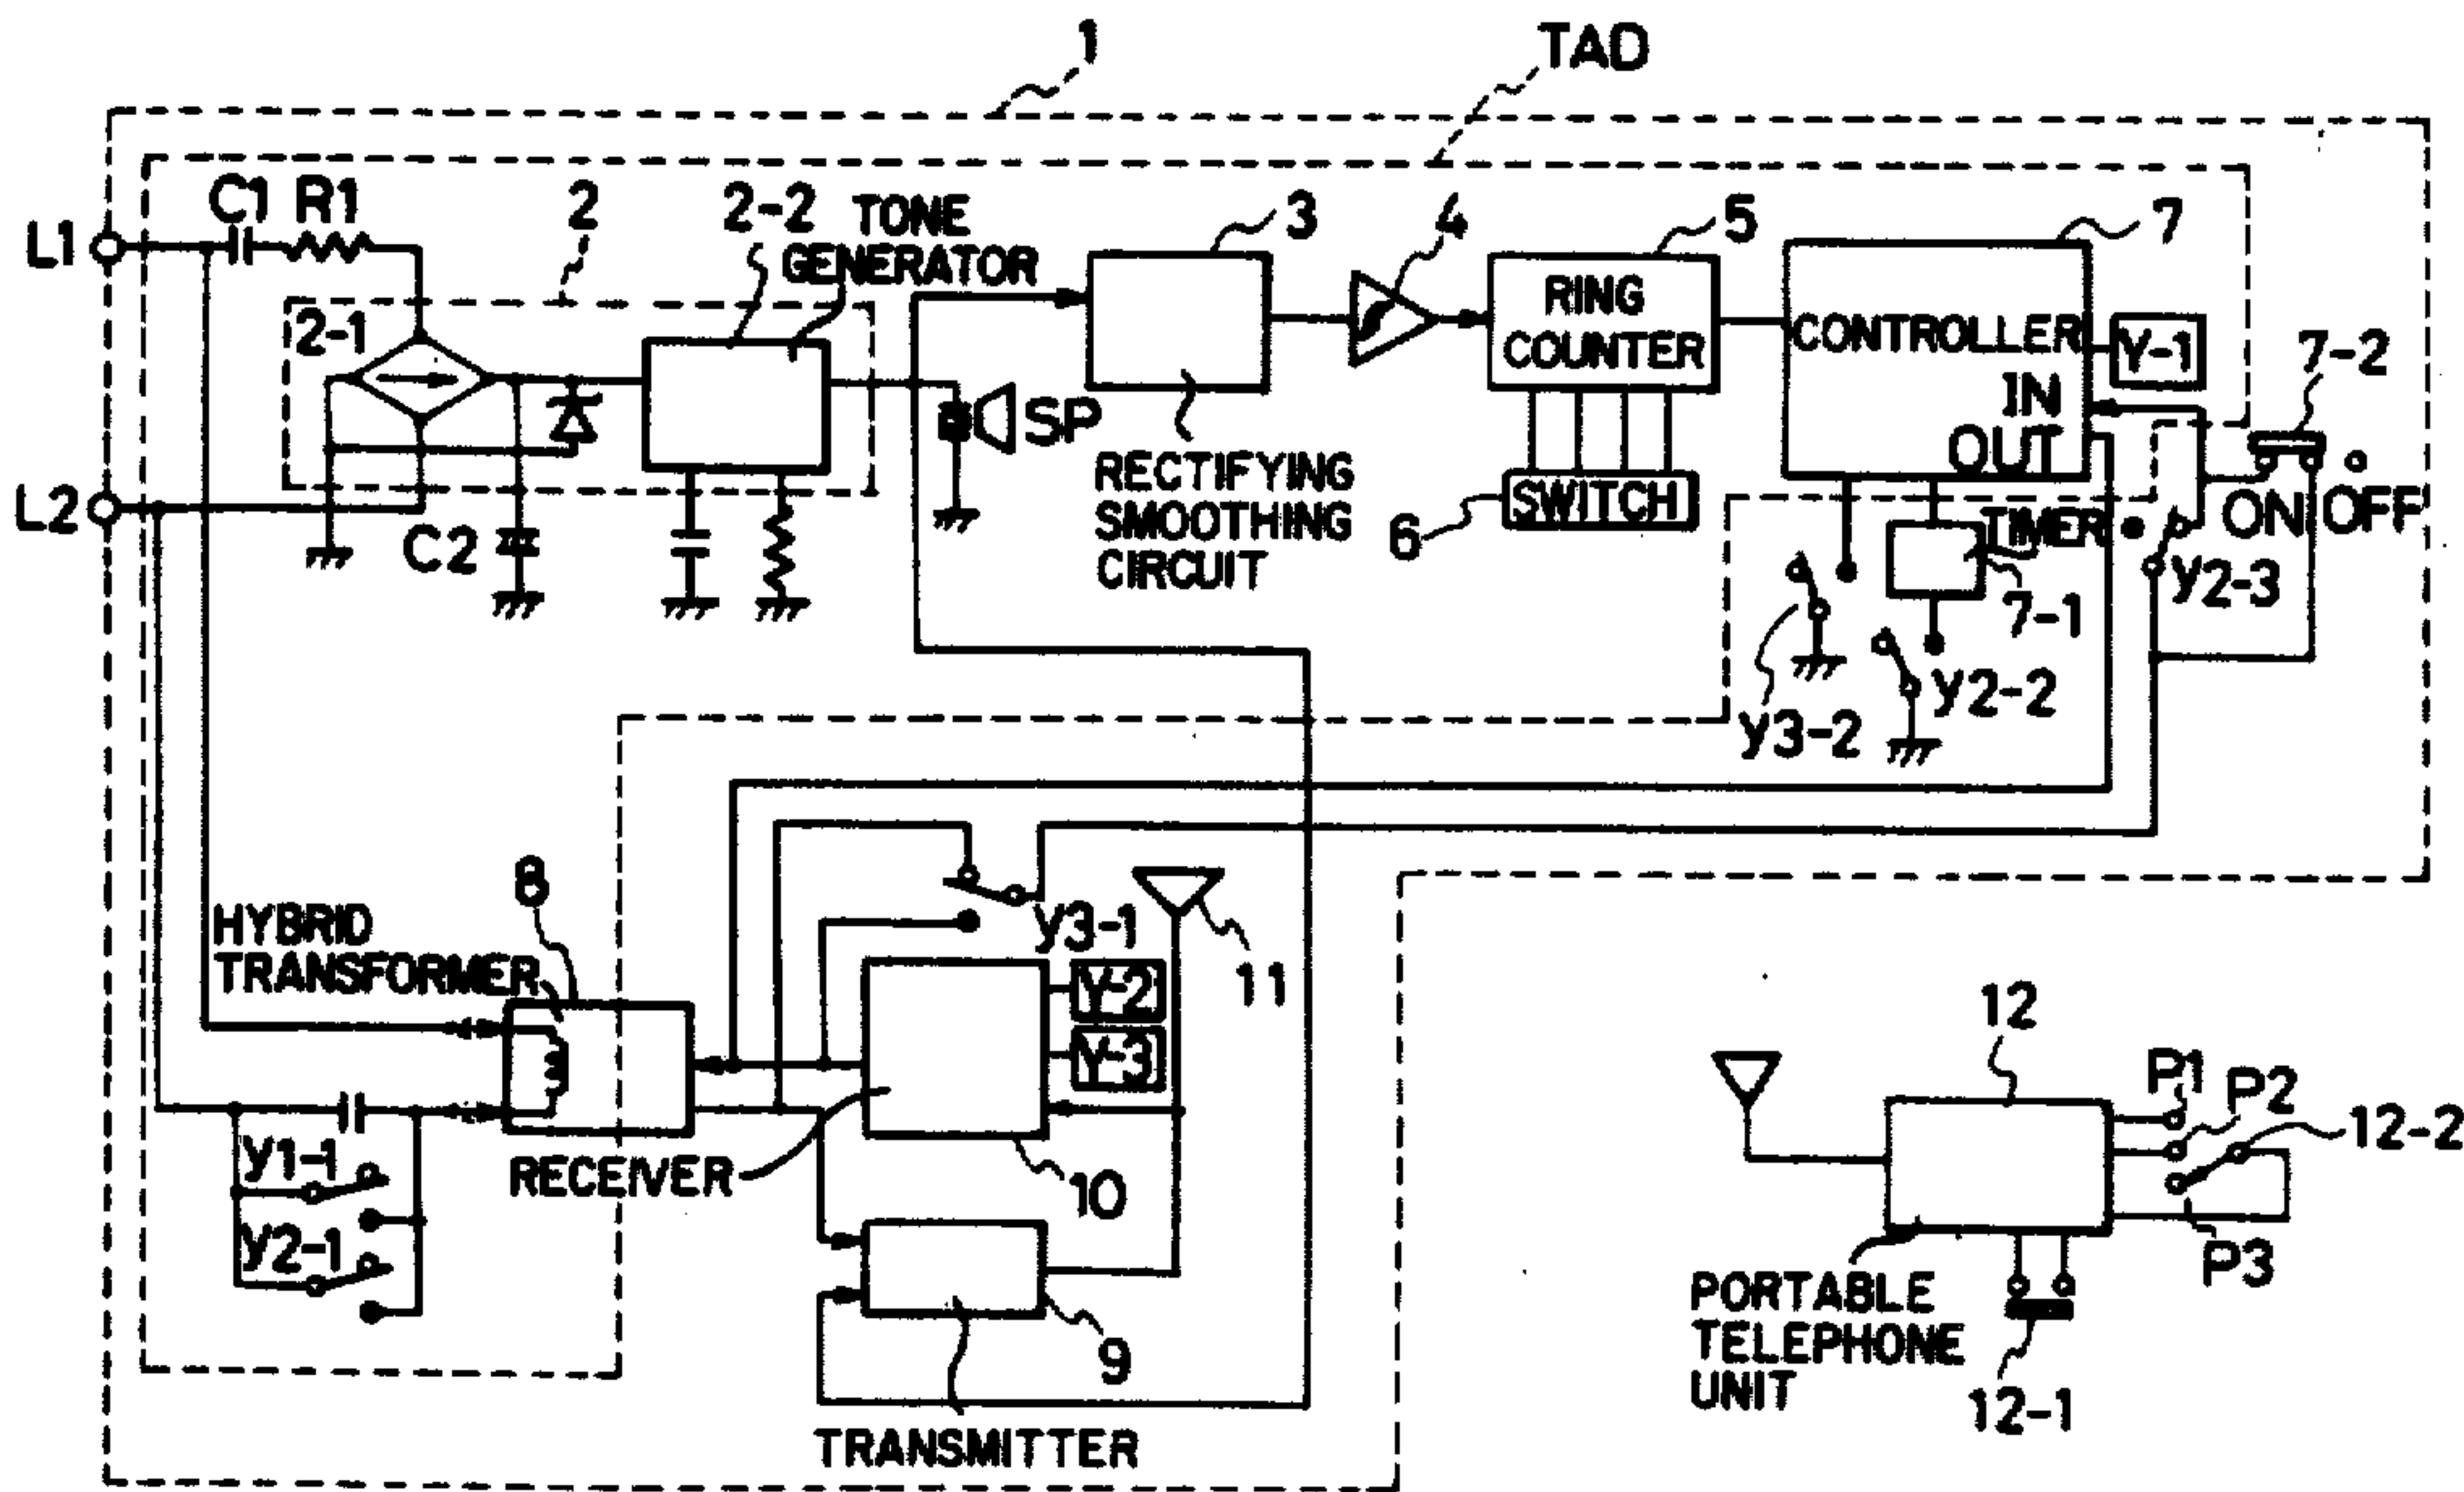 1
TAD
C1 R1
2
2-2
TONE
GENERATOR
3
4
5
7
L1
2-1
RING
COUNTER
CONTROLLER
Y-1
7-2
IN
OUT
SP
RECTIFYING
SMOOTHING
CIRCUIT
SWITCH
6
L2
C2
TIMER
ON OFF
y2-3
7-1
y2-2
y3-2
8
HYBRID
TRANSFORMER
y3-1
11
Y-2
Y-3
12
P1
P2
12-2
y1-1
RECEIVER
10
y2-1
P3
9
PORTABLE
TELEPHONE
UNIT
12-1
TRANSMITTER